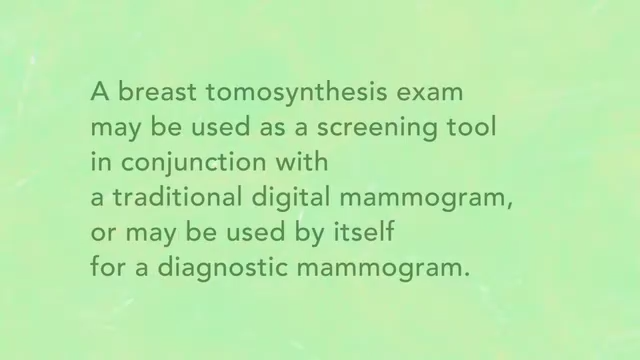 A breast tomosynthesis exam
may be used as a screening tool
in conjunction with
a traditional digital mammogram,
or may be used by itself
for a diagnostic mammogram.